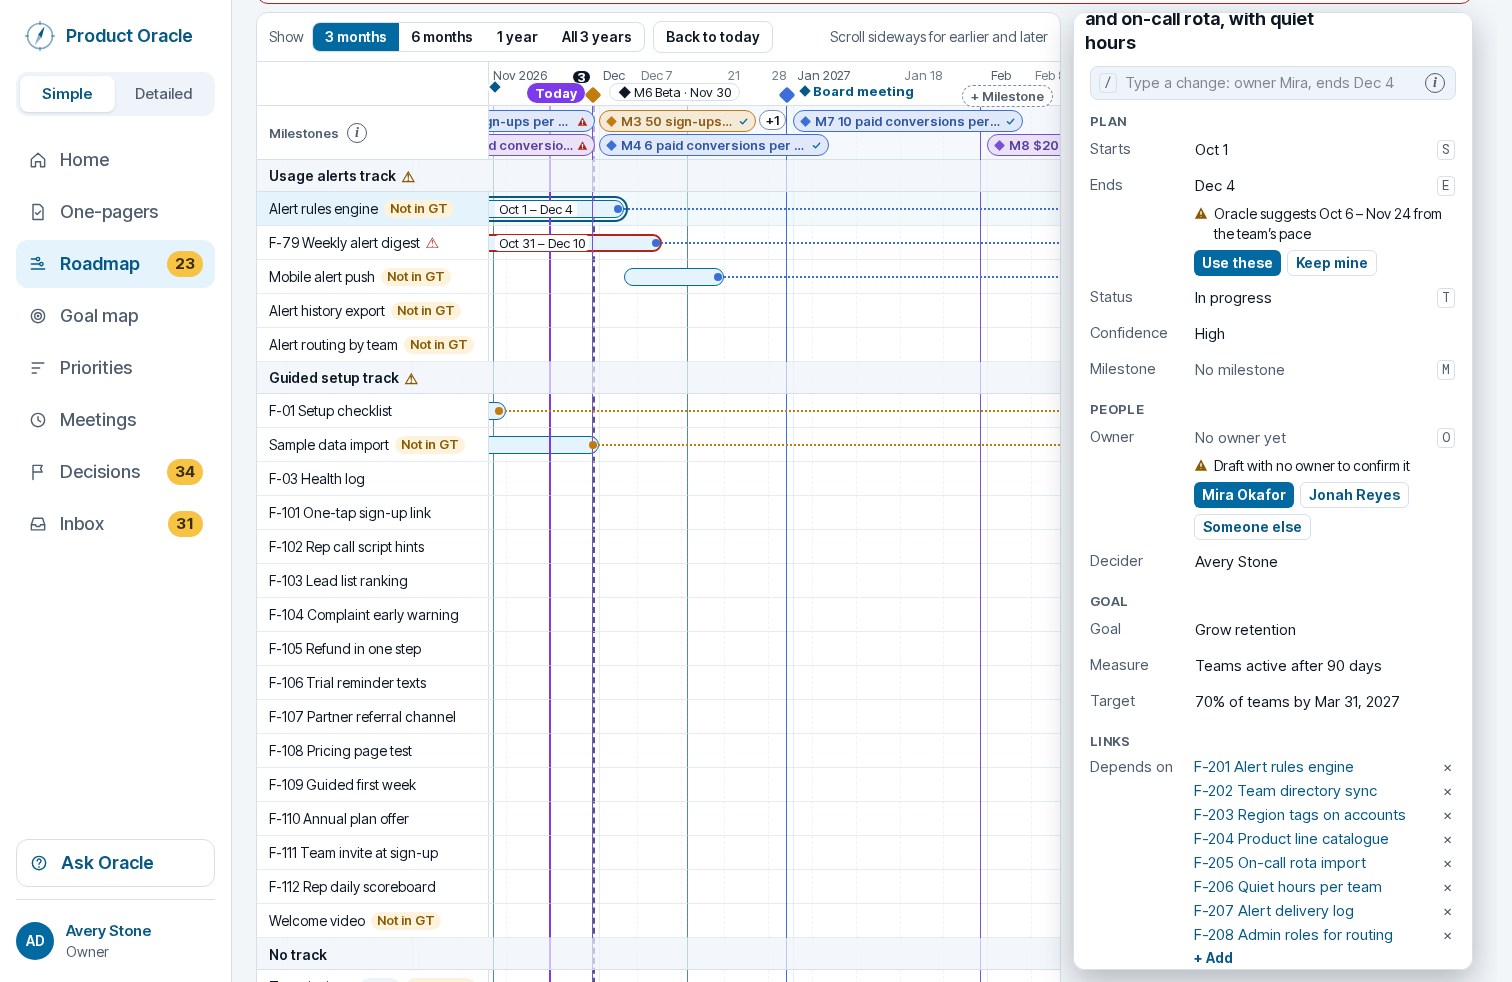 Product Oracle
Simple
Detailed
Home
One-pagers
Roadmap 23
Goal map
Priorities
Meetings
Decisions 34
Inbox 31
Ask Oracle
AD
Avery Stone
Owner
Show
3 months
6 months
1 year
All 3 years
Back to today
Scroll sideways for earlier and later
Nov 2026
3
Dec
Dec 7
21
28
Jan 2027
Jan 18
Feb
Feb
Today
M6 Beta · Nov 30
Board meeting
+ Milestone
Milestones i
gn-ups per ...
M3 50 sign-ups...
+1
M7 10 paid conversions per...
d conversio...
M4 6 paid conversions per ...
M8 $20
Usage alerts track
Alert rules engine Not in GT
Oct 1 – Dec 4
F-79 Weekly alert digest
Oct 31 – Dec 10
Mobile alert push Not in GT
Alert history export Not in GT
Alert routing by team Not in GT
Guided setup track
F-01 Setup checklist
Sample data import Not in GT
F-03 Health log
F-101 One-tap sign-up link
F-102 Rep call script hints
F-103 Lead list ranking
F-104 Complaint early warning
F-105 Refund in one step
F-106 Trial reminder texts
F-107 Partner referral channel
F-108 Pricing page test
F-109 Guided first week
F-110 Annual plan offer
F-111 Team invite at sign-up
F-112 Rep daily scoreboard
Welcome video Not in GT
No track
and on-call rota, with quiet
hours
/ Type a change: owner Mira, ends Dec 4 i
PLAN
Starts Oct 1 S
Ends Dec 4 E
Oracle suggests Oct 6 – Nov 24 from
the team's pace
Use these
Keep mine
Status In progress T
Confidence High
Milestone No milestone M
PEOPLE
Owner No owner yet O
Draft with no owner to confirm it
Mira Okafor
Jonah Reyes
Someone else
Decider Avery Stone
GOAL
Goal Grow retention
Measure Teams active after 90 days
Target 70% of teams by Mar 31, 2027
LINKS
Depends on F-201 Alert rules engine ×
F-202 Team directory sync ×
F-203 Region tags on accounts ×
F-204 Product line catalogue ×
F-205 On-call rota import ×
F-206 Quiet hours per team ×
F-207 Alert delivery log ×
F-208 Admin roles for routing ×
+ Add